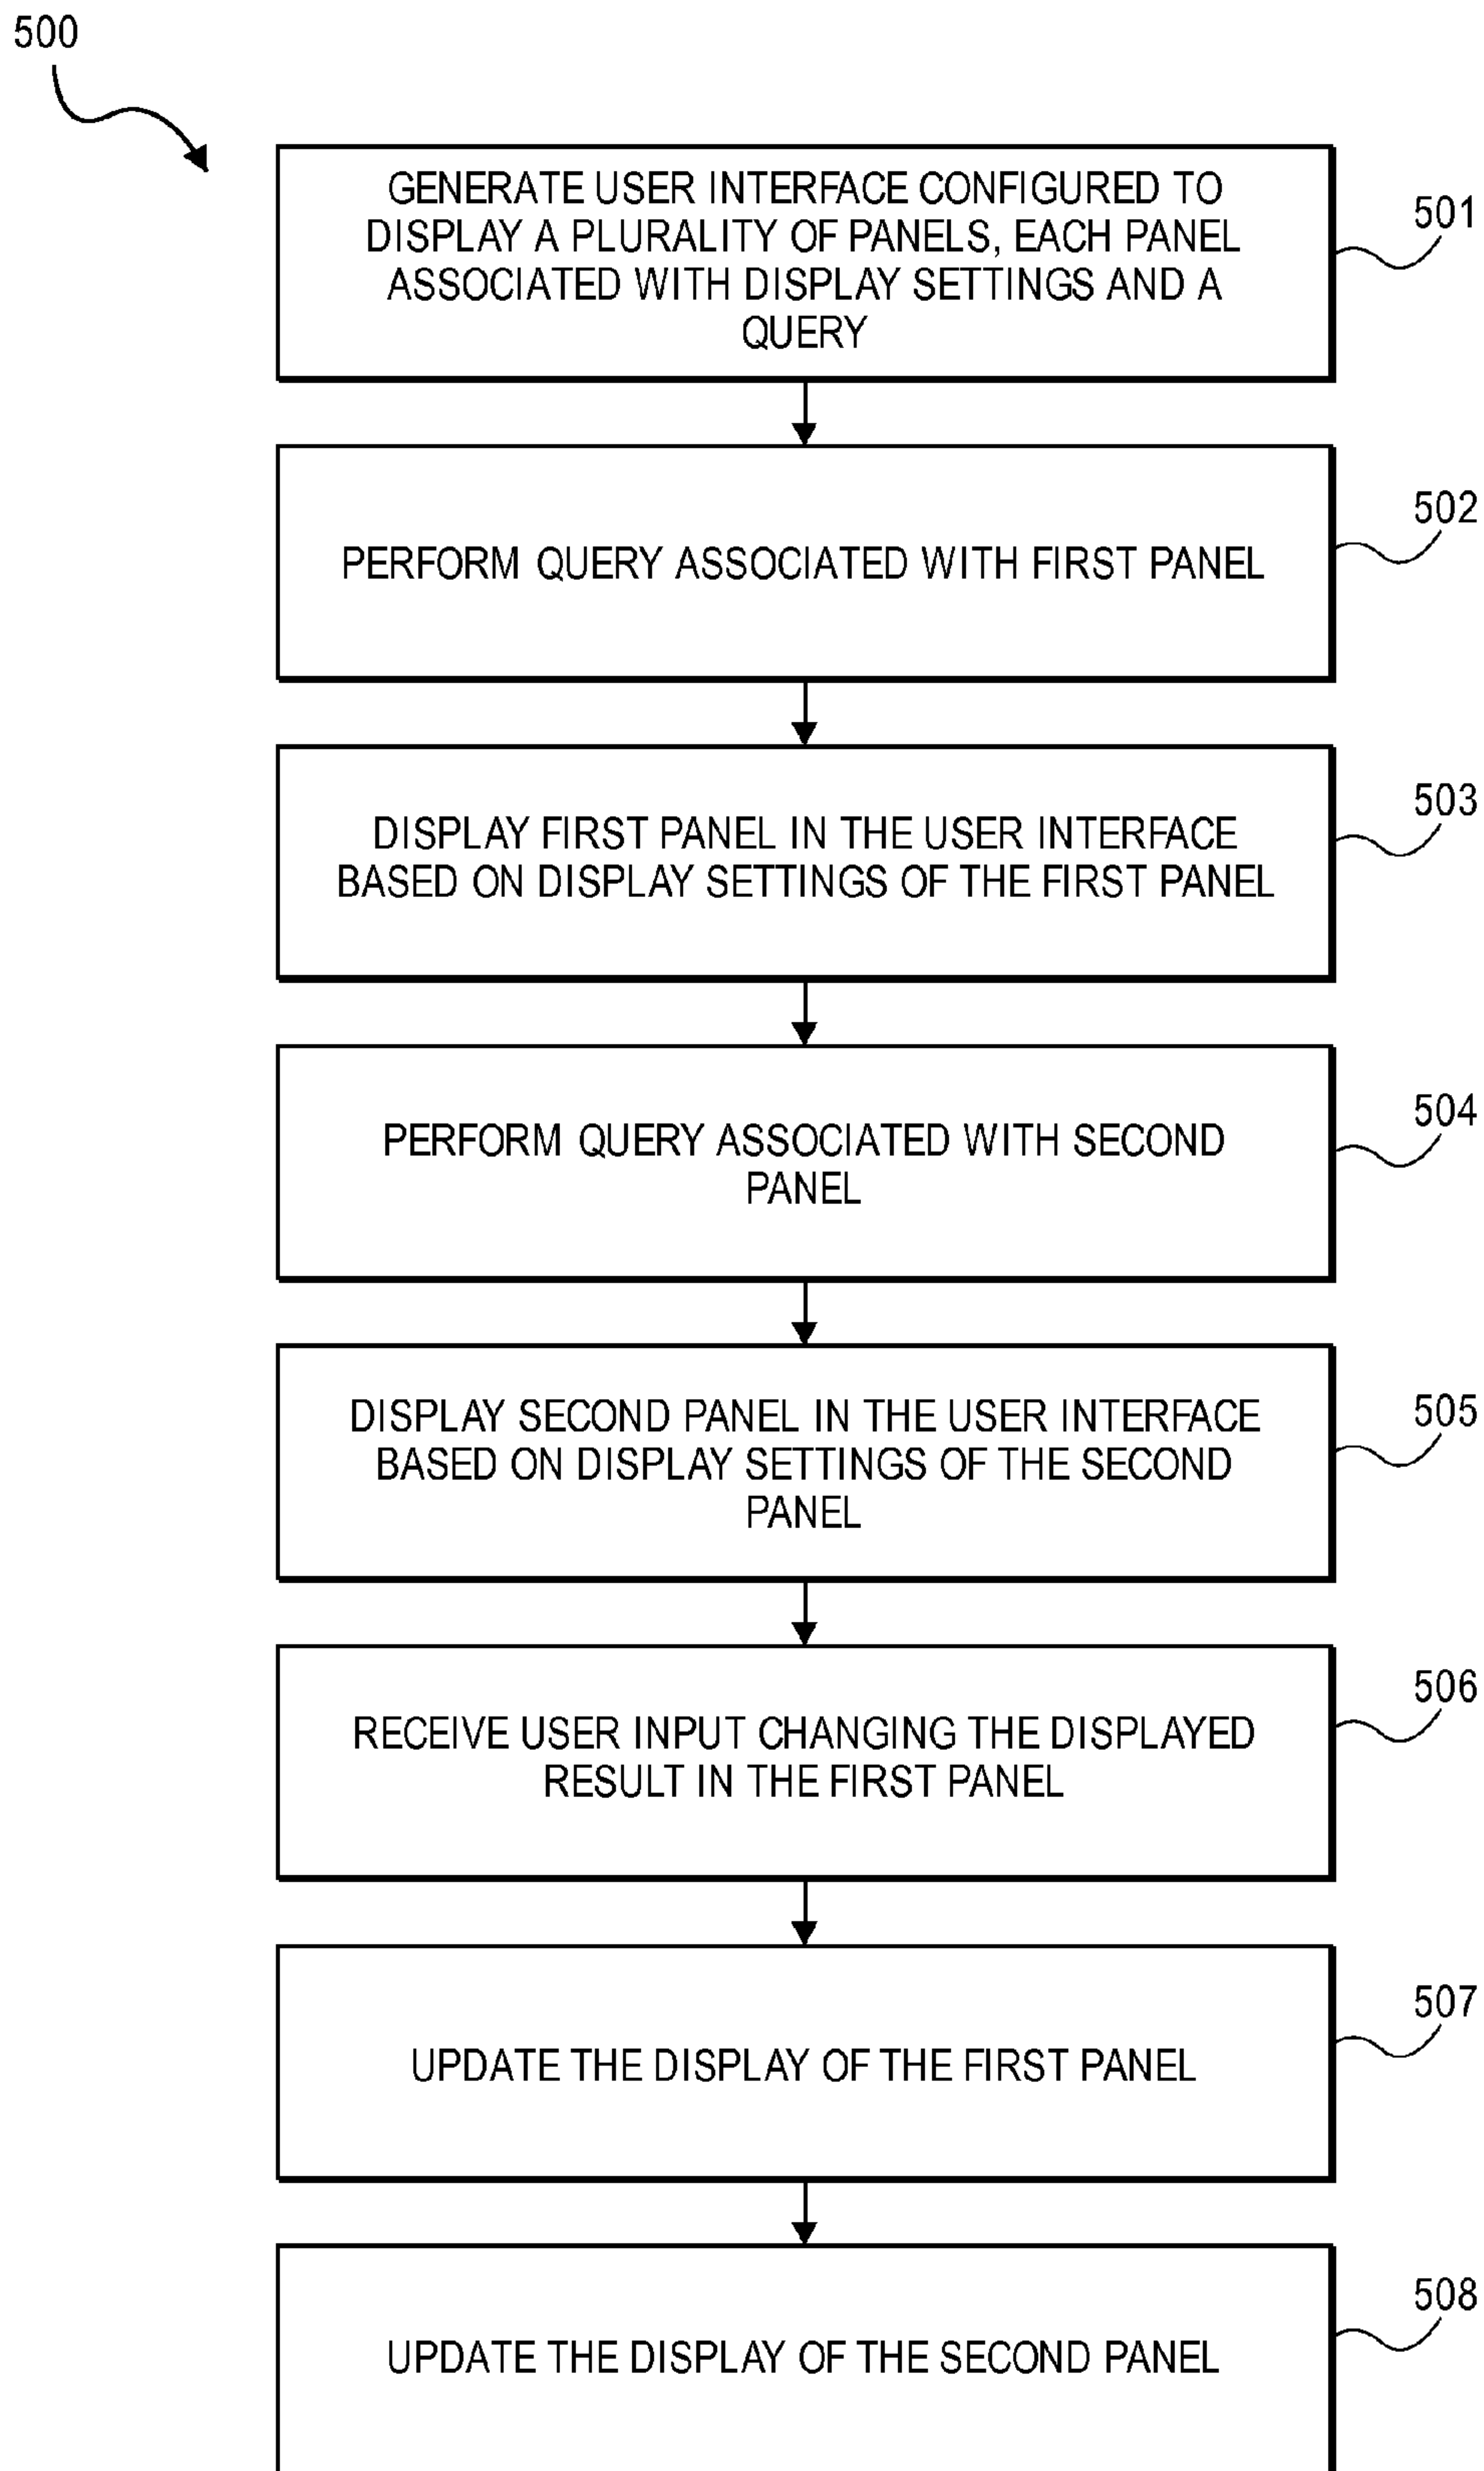 500
GENERATE USER INTERFACE CONFIGURED TO
DISPLAY A PLURALITY OF PANELS, EACH PANEL
ASSOCIATED WITH DISPLAY SETTINGS AND A
QUERY
501
PERFORM QUERY ASSOCIATED WITH FIRST PANEL
502
DISPLAY FIRST PANEL IN THE USER INTERFACE
BASED ON DISPLAY SETTINGS OF THE FIRST PANEL
503
PERFORM QUERY ASSOCIATED WITH SECOND
PANEL
504
DISPLAY SECOND PANEL IN THE USER INTERFACE
BASED ON DISPLAY SETTINGS OF THE SECOND
PANEL
505
RECEIVE USER INPUT CHANGING THE DISPLAYED
RESULT IN THE FIRST PANEL
506
UPDATE THE DISPLAY OF THE FIRST PANEL
507
UPDATE THE DISPLAY OF THE SECOND PANEL
508